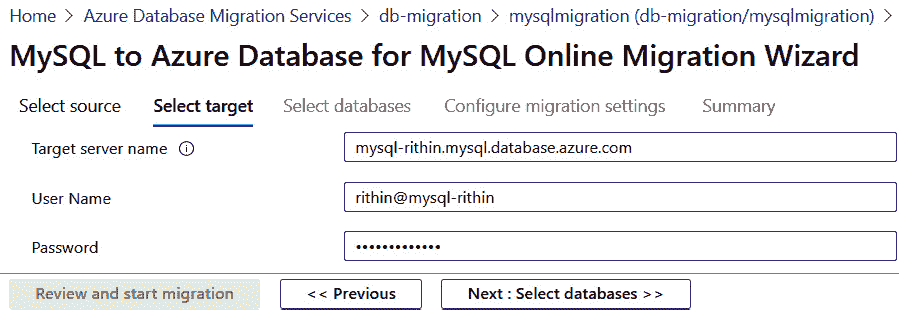 Home > Azure Database Migration Services > db-migration > mysqlmigration (db-migration/mysqlmigration) >
MySQL to Azure Database for MySQL Online Migration Wizard
Select source Select target Select databases Configure migration settings Summary
Target server name mysql-rithin.mysql.database.azure.com
User Name rithin@mysql-rithin
Password •••••••••••••
Review and start migration << Previous Next : Select databases >>